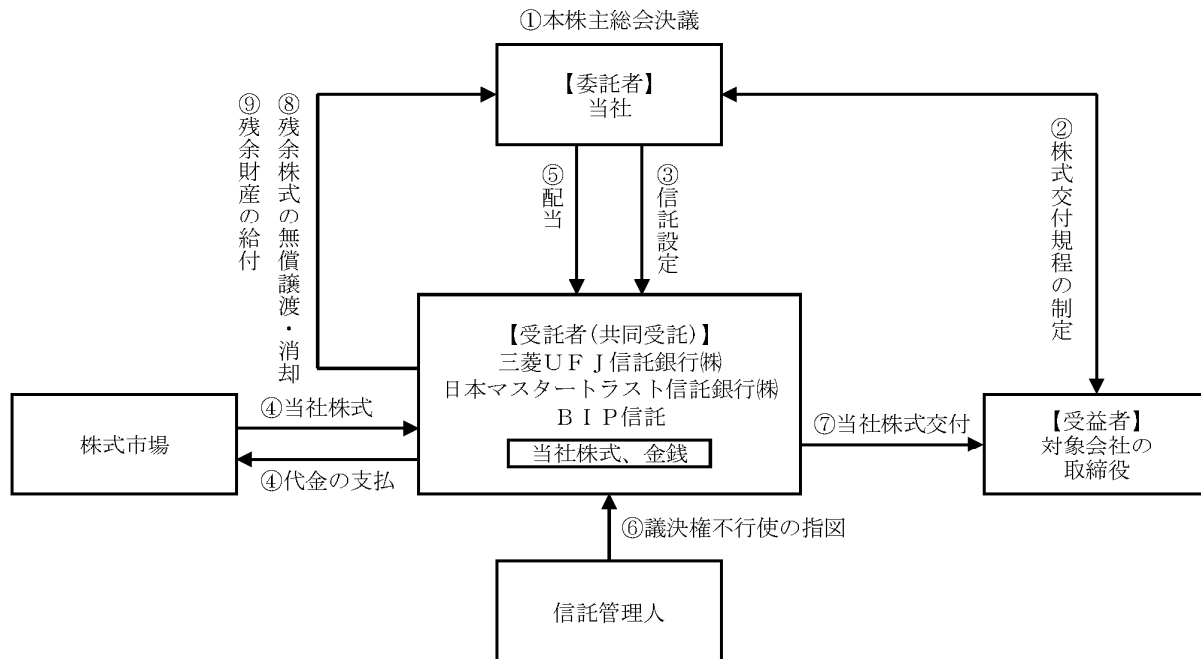 ①本株主総会決議
【委託者】
当社
⑨残余財産の給付
⑧残余株式の無償譲渡・消却
⑤配当
③信託設定
②株式交付規程の制定
【受託者(共同受託)】
三菱UFJ信託銀行㈱
日本マスタートラスト信託銀行㈱
BIP信託
当社株式、金銭
株式市場
④当社株式
④代金の支払
⑦当社株式交付
【受益者】
対象会社の
取締役
⑥議決権不行使の指図
信託管理人